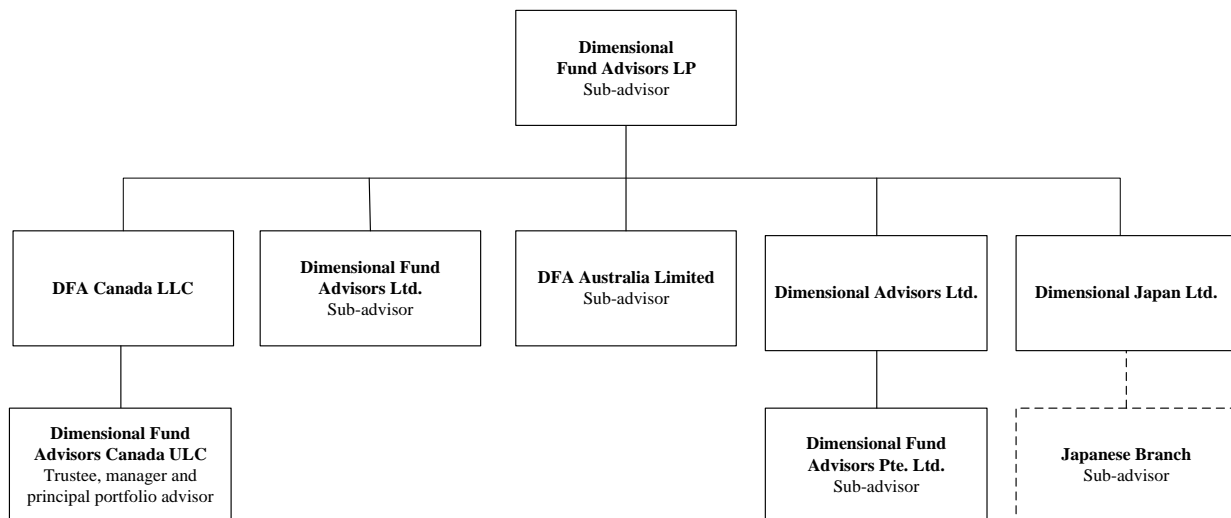 Dimensional
Fund Advisors LP
Sub-advisor
DFA Canada LLC
Dimensional Fund
Advisors Ltd.
Sub-advisor
DFA Australia Limited
Sub-advisor
Dimensional Advisors Ltd.
Dimensional Japan Ltd.
Dimensional Fund
Advisors Canada ULC
Trustee, manager and
principal portfolio advisor
Dimensional Fund
Advisors Pte. Ltd.
Sub-advisor
Japanese Branch
Sub-advisor